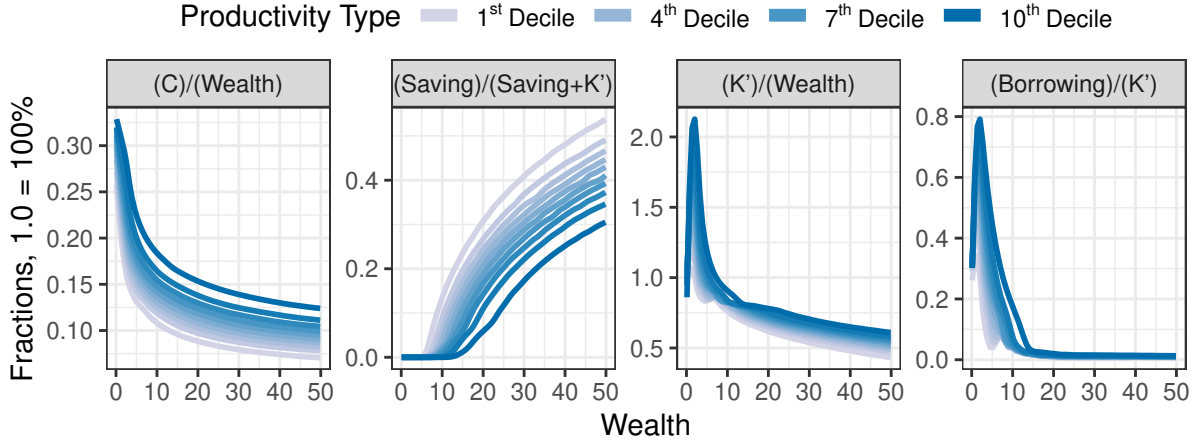 Productivity Type 1st Decile 4th Decile 7th Decile 10th Decile
(C)/(Wealth)
(Saving)/(Saving+K')
(K')/(Wealth)
(Borrowing)/(K')
Fractions, 1.0 = 100%
0.30
0.25
0.20
0.15
0.10
0 10 20 30 40 50
0.4
0.2
0.0
0 10 20 30 40 50
2.0
1.5
1.0
0.5
0 10 20 30 40 50
0.8
0.6
0.4
0.2
0.0
0 10 20 30 40 50
Wealth